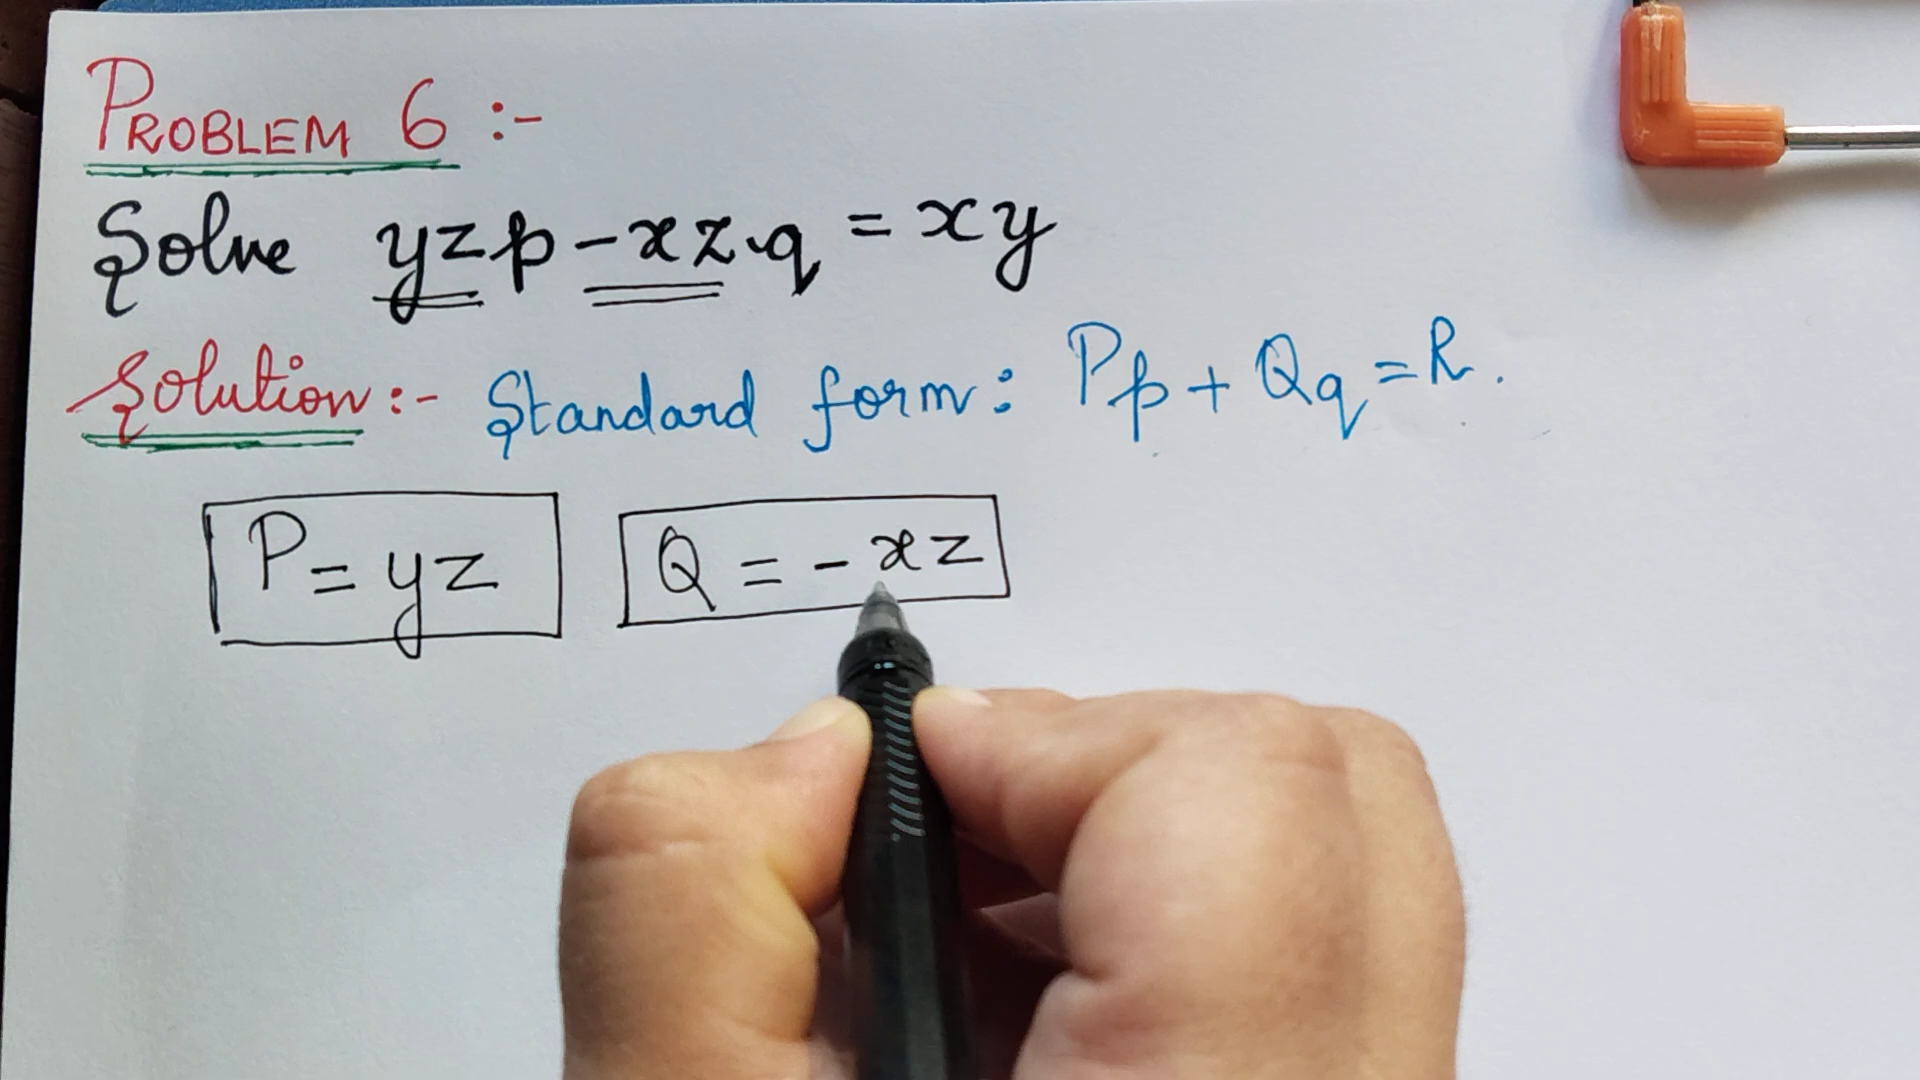 PROBLEM 6 :-
Solve yzp - xz.q = xy
Solution :- Standard form: Pp + Qq = R.
P = yz Q = - xz